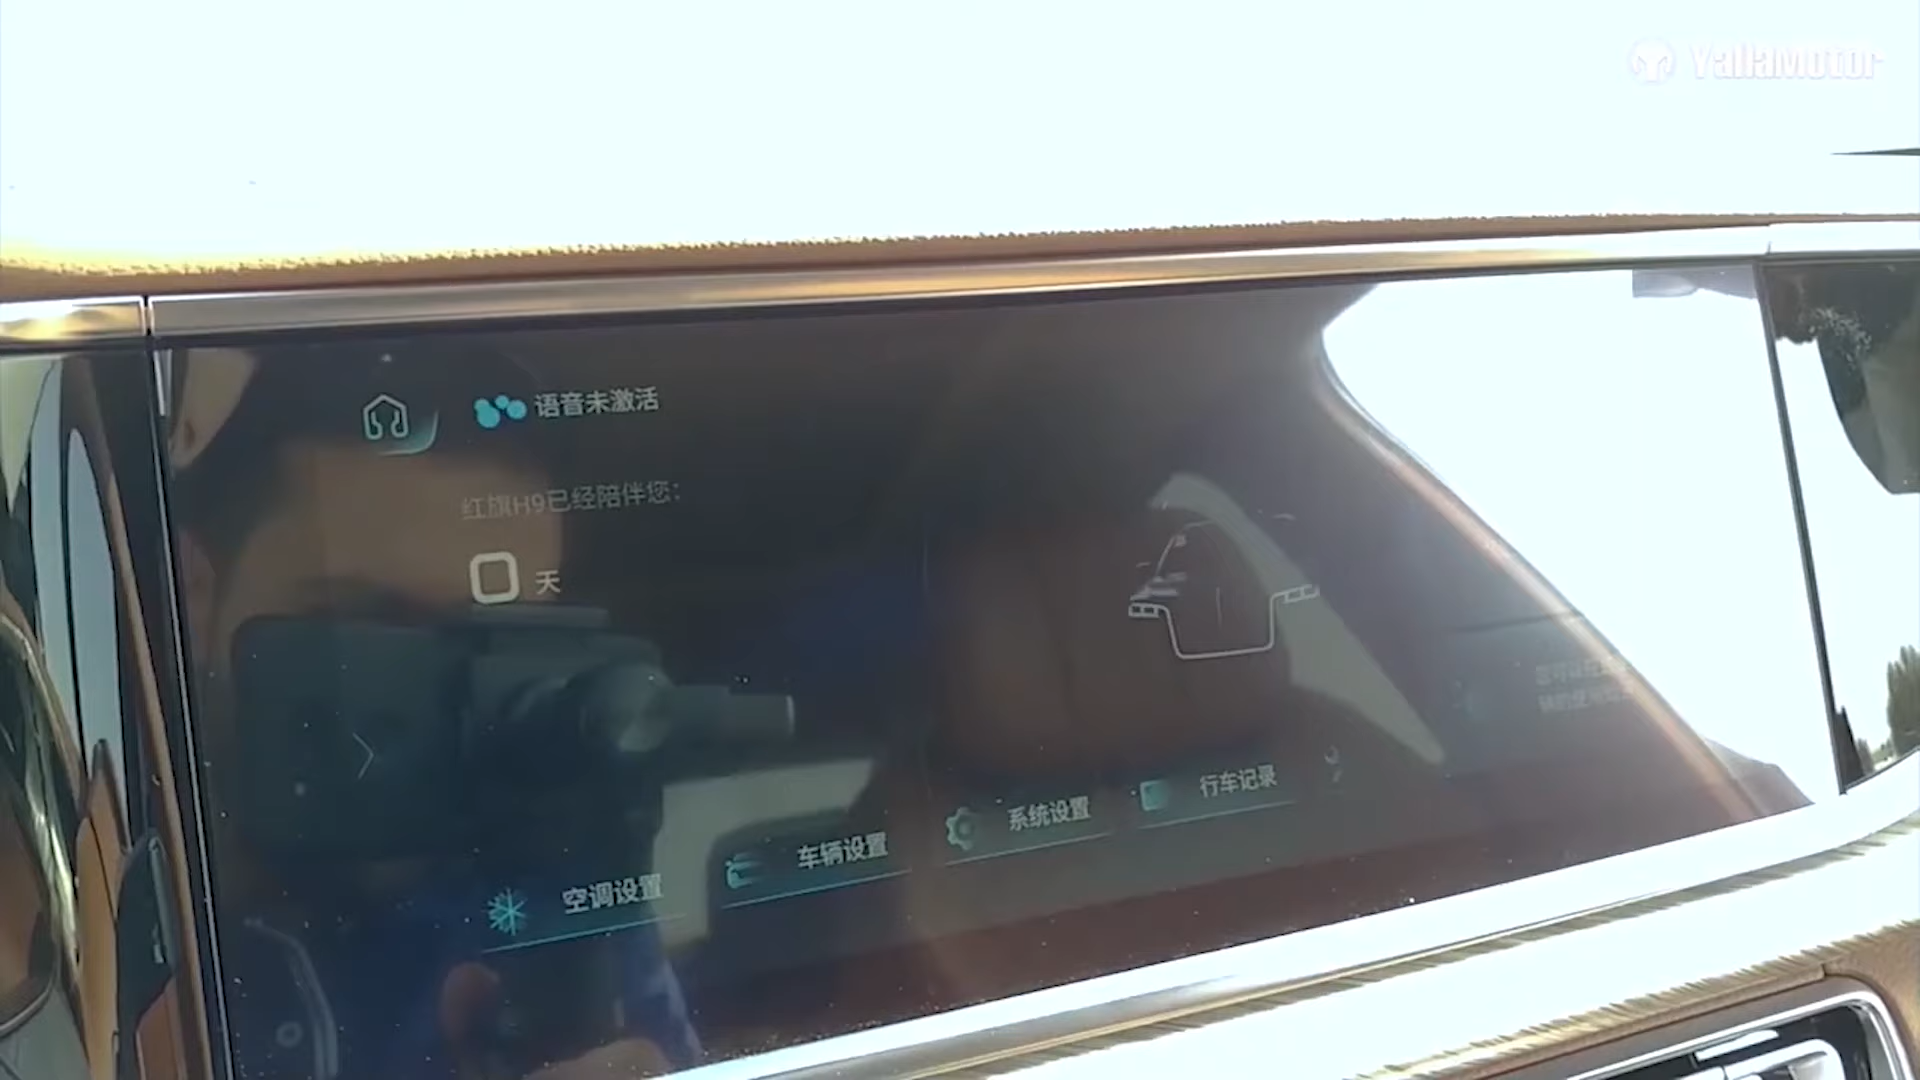 YallaMotor
语音未激活
红旗H9已经陪伴您：
0 天
空调设置
车辆设置
系统设置
行车记录